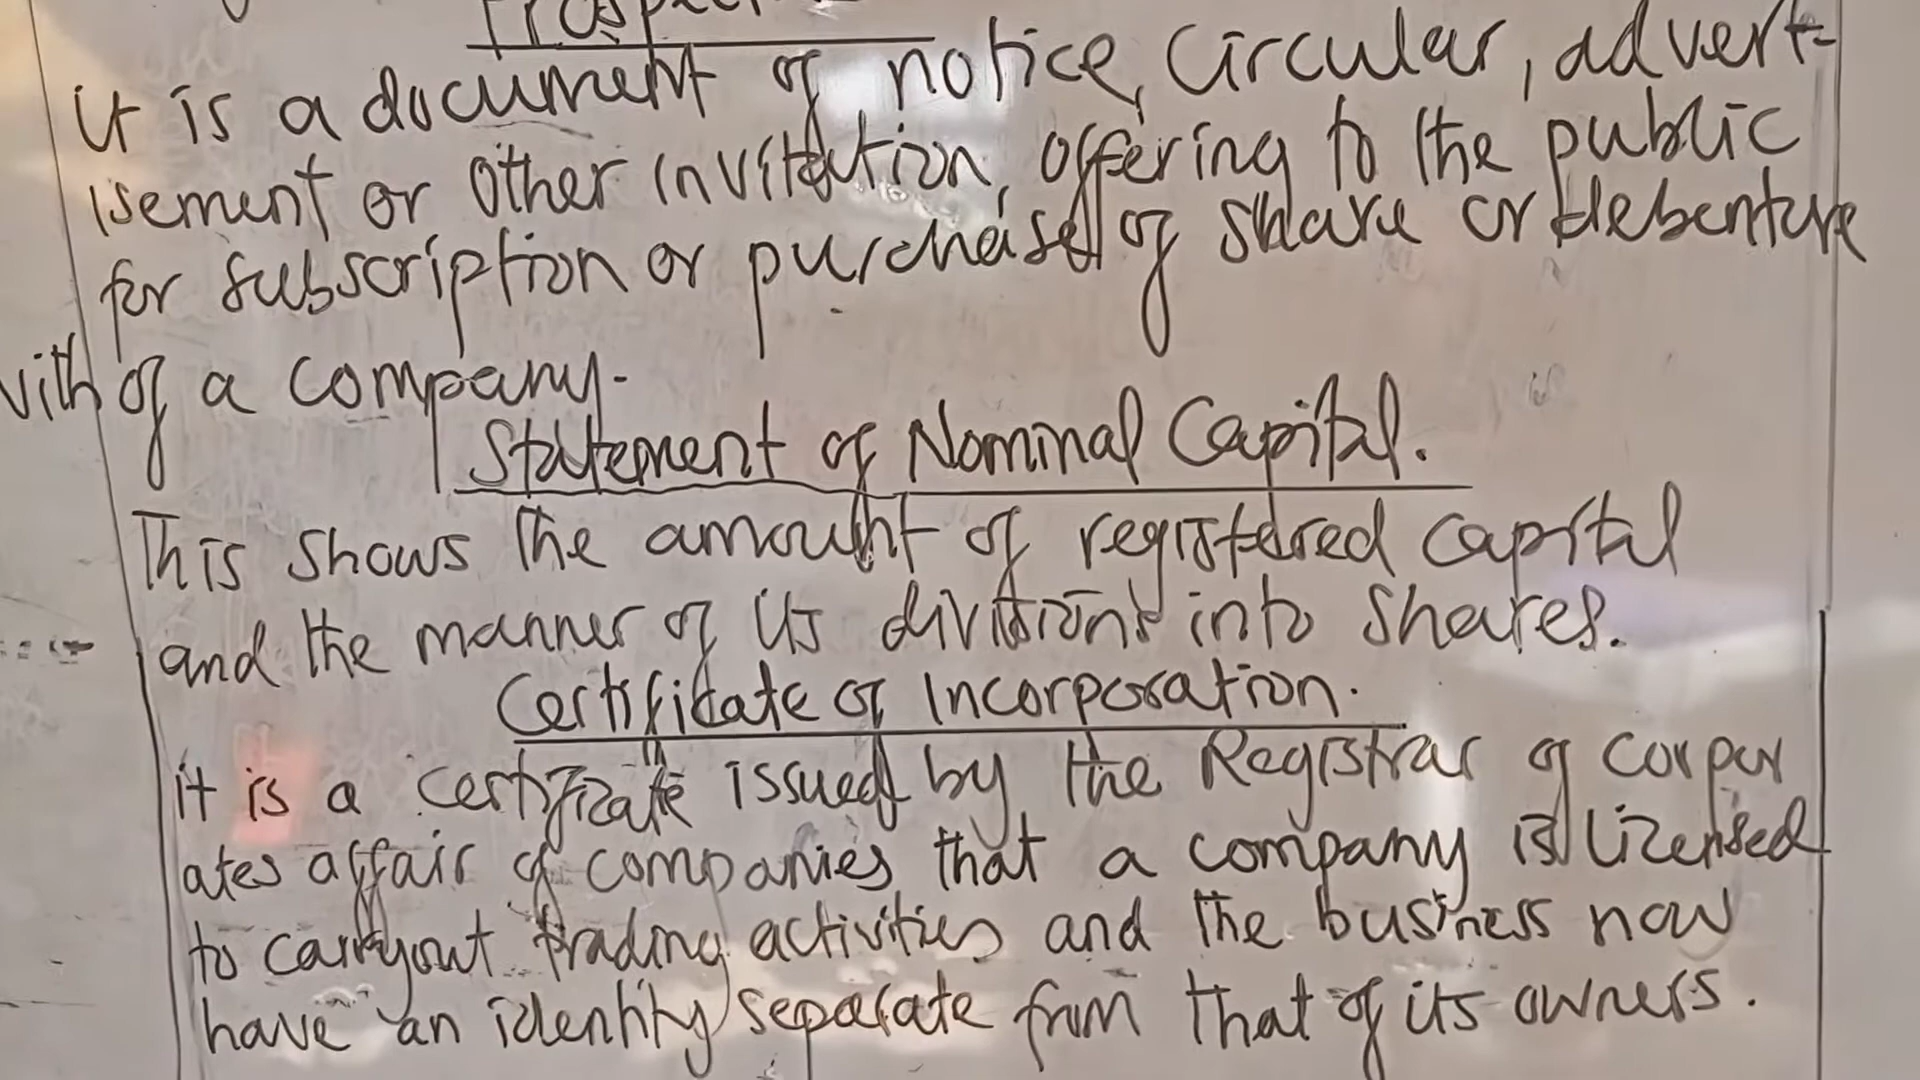 it is a document of notice, Circular, advert-
isement or other invitation, offering to the public
for subscription or purchase of share or debenture
of a company.
Statement of Nominal Capital.
This shows the amount of registered capital
and the manner of its divisions into shares.
Certificate of Incorporation.
it is a certificate issued by the Registrar of corpor
ates affair of companies that a company is lizensed
to carryout trading activities and the business now
have an identity separate from that of its owners.